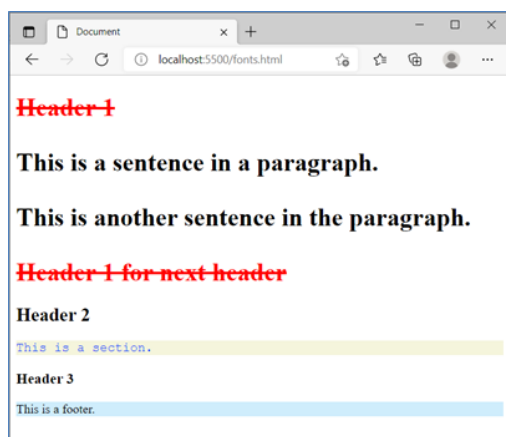 Document
localhost:5500/fonts.html
Header 1
This is a sentence in a paragraph.
This is another sentence in the paragraph.
Header 1 for next header
Header 2
This is a section.
Header 3
This is a footer.